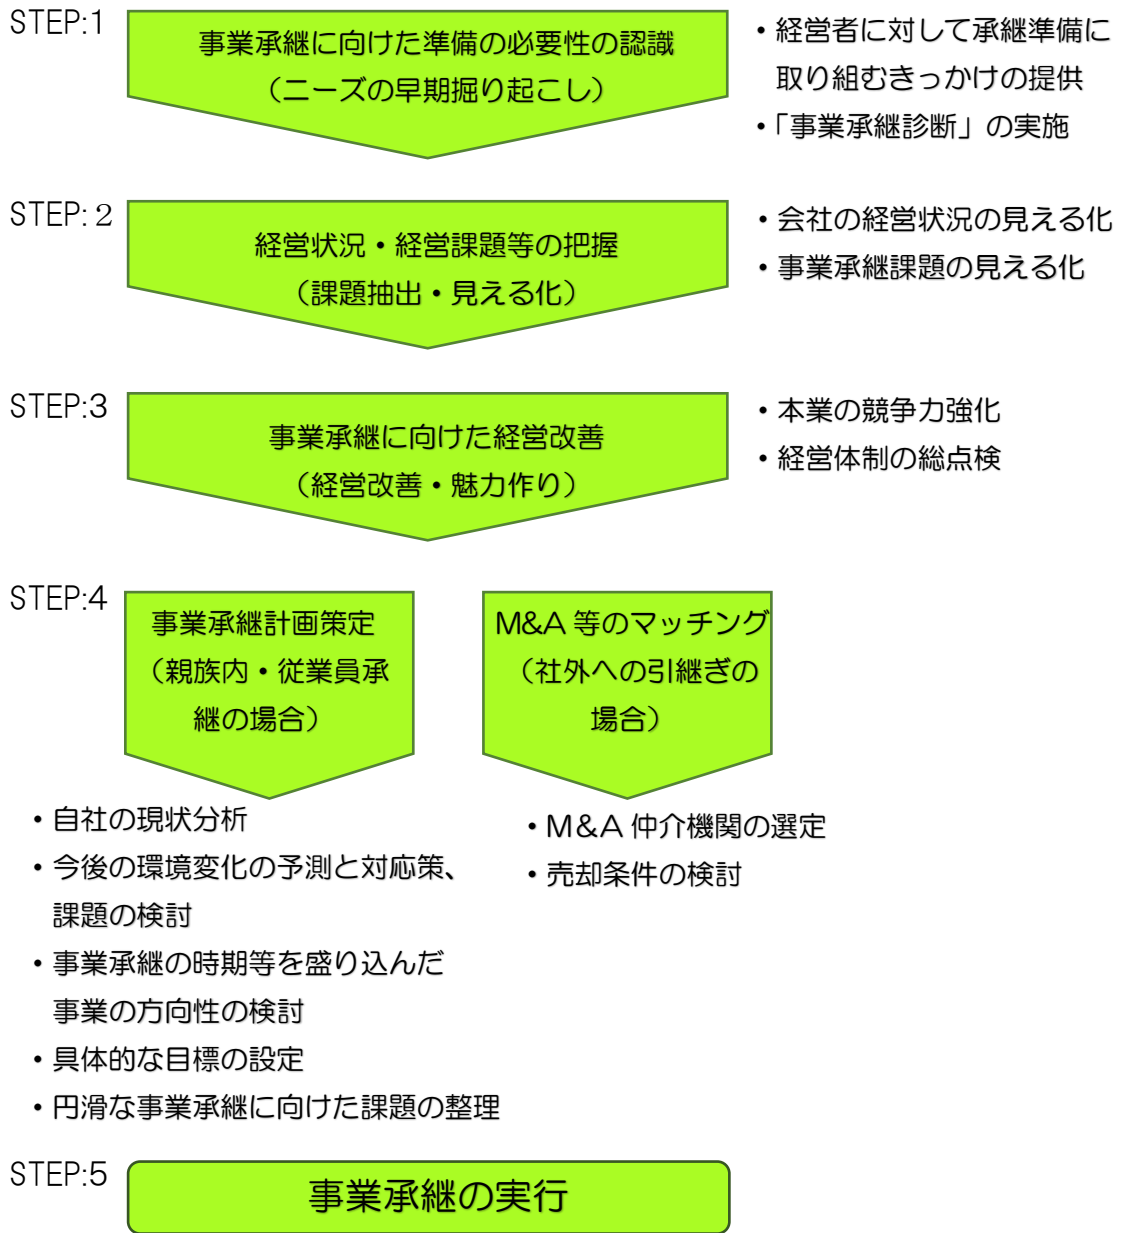 STEP:1
事業承継に向けた準備の必要性の認識
（ニーズの早期掘り起こし）
・経営者に対して承継準備に
取り組むきっかけの提供
・「事業承継診断」の実施
STEP:２
経営状況・経営課題等の把握
（課題抽出・見える化）
・会社の経営状況の見える化
・事業承継課題の見える化
STEP:3
事業承継に向けた経営改善
（経営改善・魅力作り）
・本業の競争力強化
・経営体制の総点検
STEP:4
事業承継計画策定
（親族内・従業員承
継の場合）
M&A 等のマッチング
（社外への引継ぎの
場合）
・自社の現状分析
・今後の環境変化の予測と対応策、
課題の検討
・事業承継の時期等を盛り込んだ
事業の方向性の検討
・具体的な目標の設定
・円滑な事業承継に向けた課題の整理
・M＆A 仲介機関の選定
・売却条件の検討
STEP:5
事業承継の実行